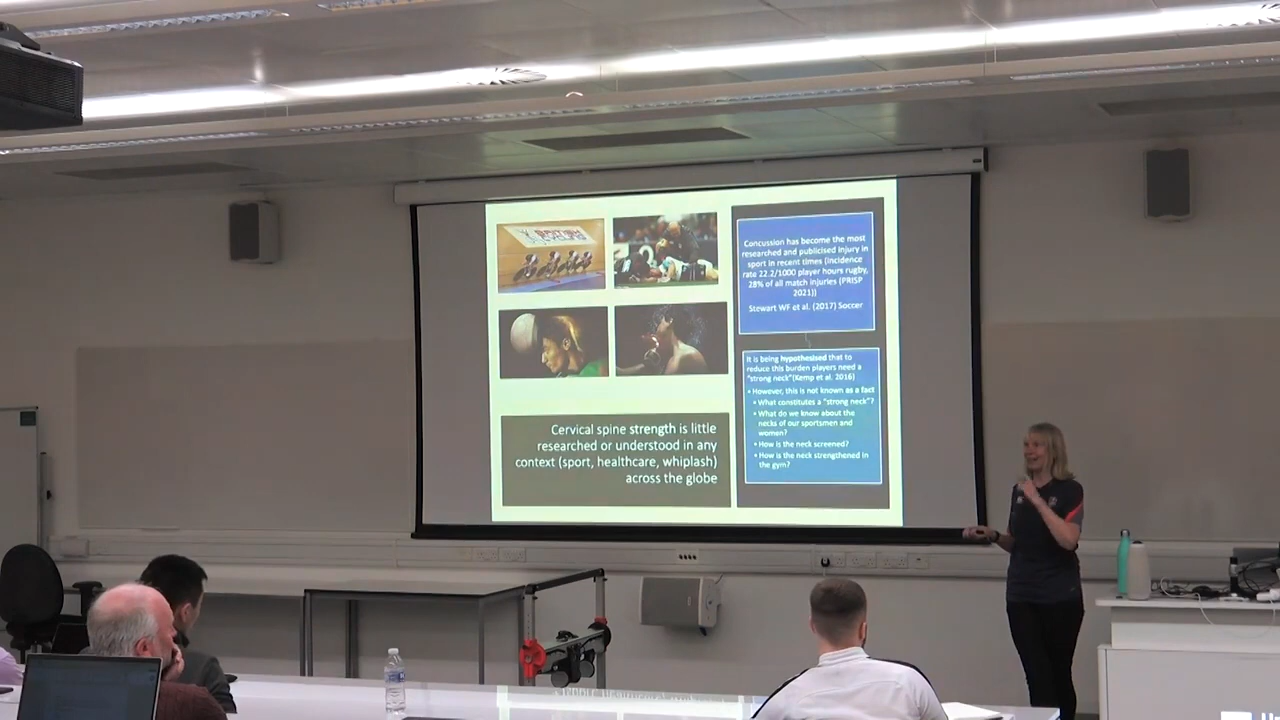 Concussion has become the most
researched and publicised injury in
sport in recent times (incidence
rate 22.2/1000 player hours rugby,
28% of all match injuries (PRISP
2021))
Stewart WF et al. (2017) Soccer
It is being hypothesised that to
reduce this burden players need a
"strong neck"(Kemp et al. 2016)
• However, this is not known as a fact
• What constitutes a "strong neck"?
• What do we know about the
necks of our sportsmen and
women?
• How is the neck screened?
• How is the neck strengthened in
the gym?
Cervical spine strength is little
researched or understood in any
context (sport, healthcare, whiplash)
across the globe